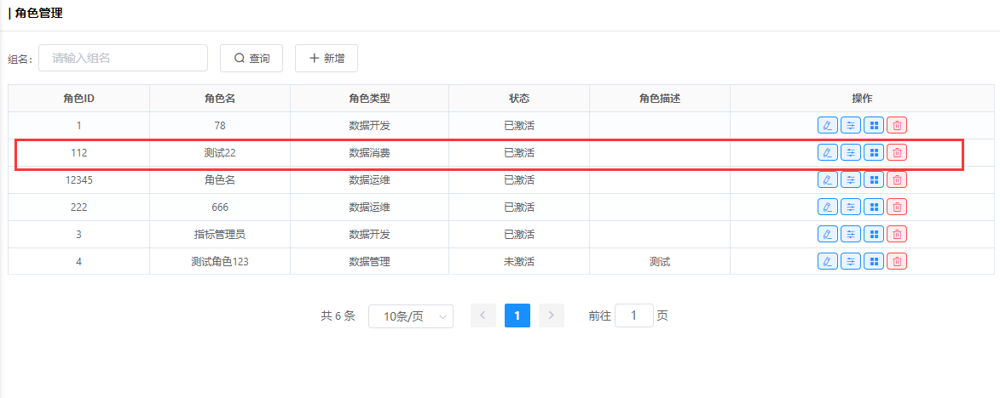 | 角色管理
组名: 请输入组名 查询 新增
角色ID 角色名 角色类型 状态 角色描述 操作
1 78 数据开发 已激活
112 测试22 数据消费 已激活
12345 角色名 数据运维 已激活
222 666 数据运维 已激活
3 指标管理员 数据开发 已激活
4 测试角色123 数据管理 未激活 测试
共 6 条 10条/页 1 前往 1 页